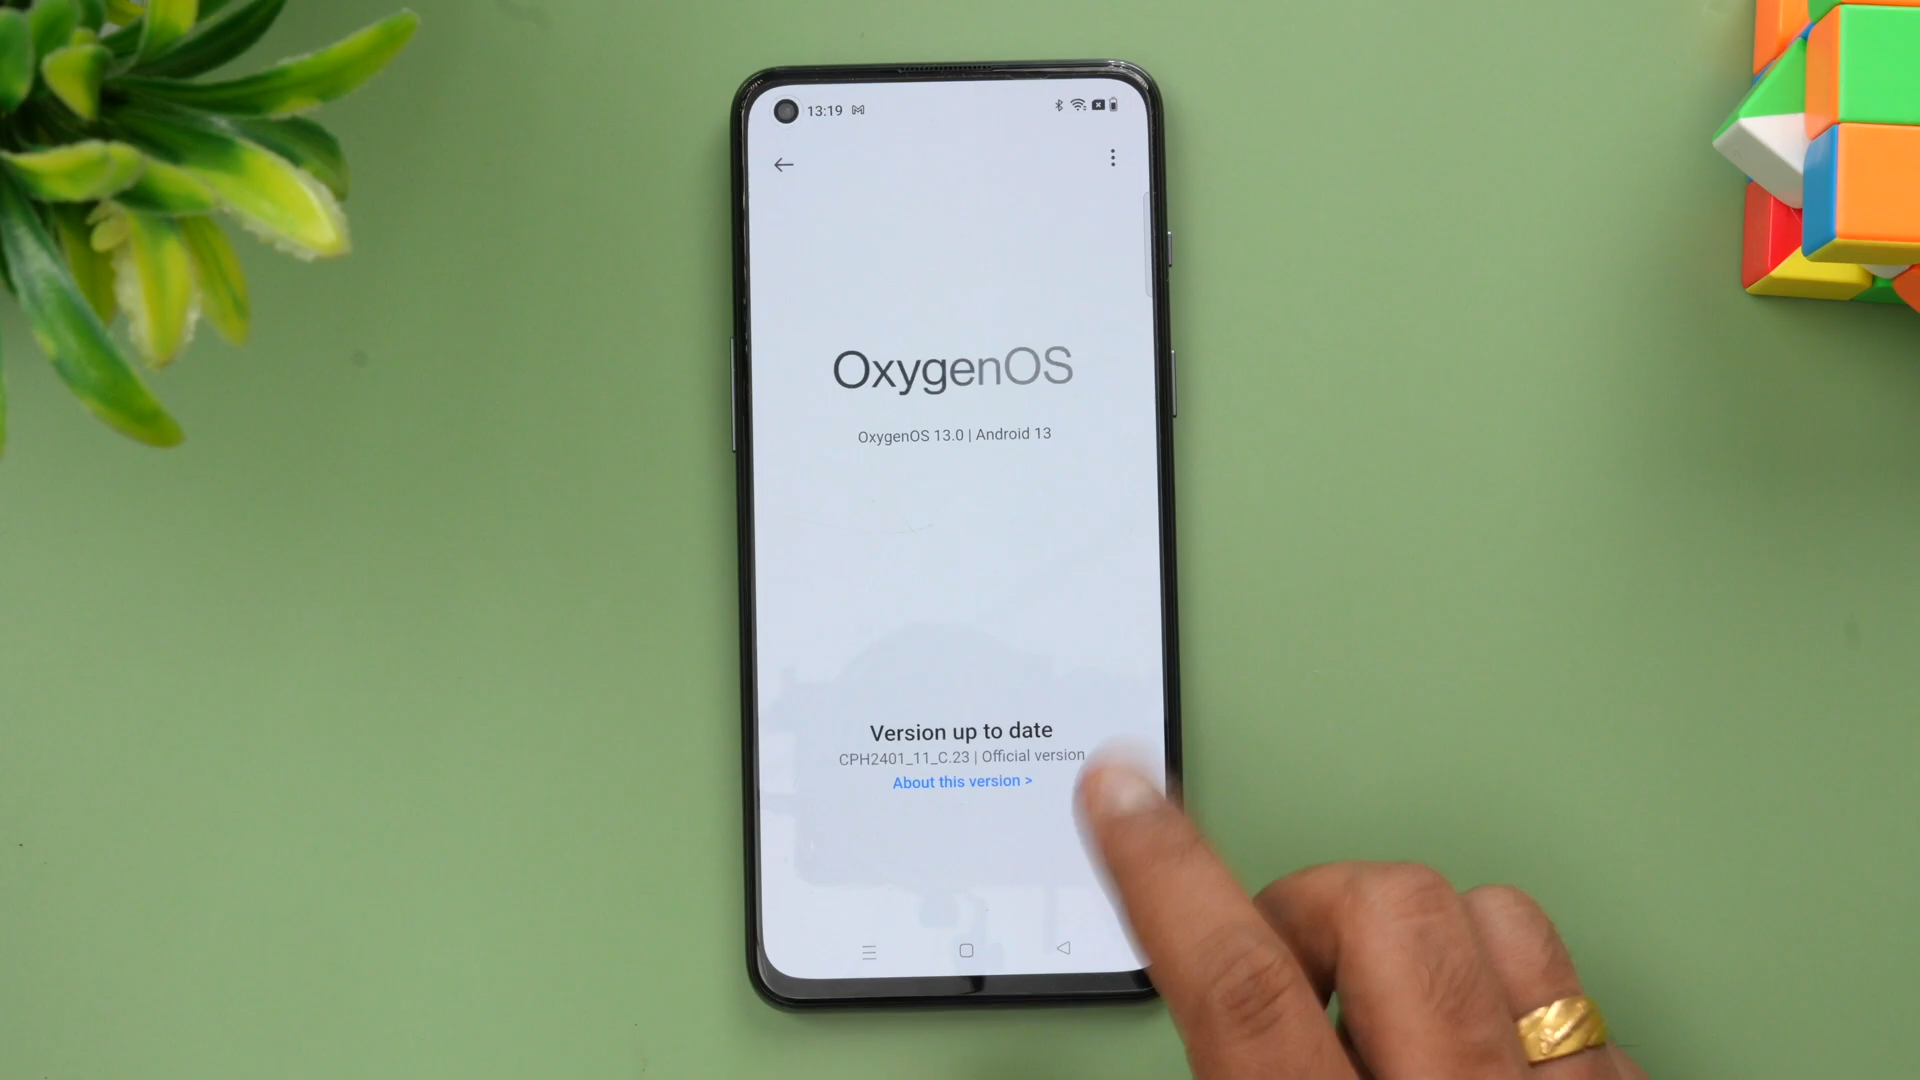 13:19
OxygenOS
OxygenOS 13.0 | Android 13
Version up to date
CPH2401_11_C.23 | Official version
About this version >